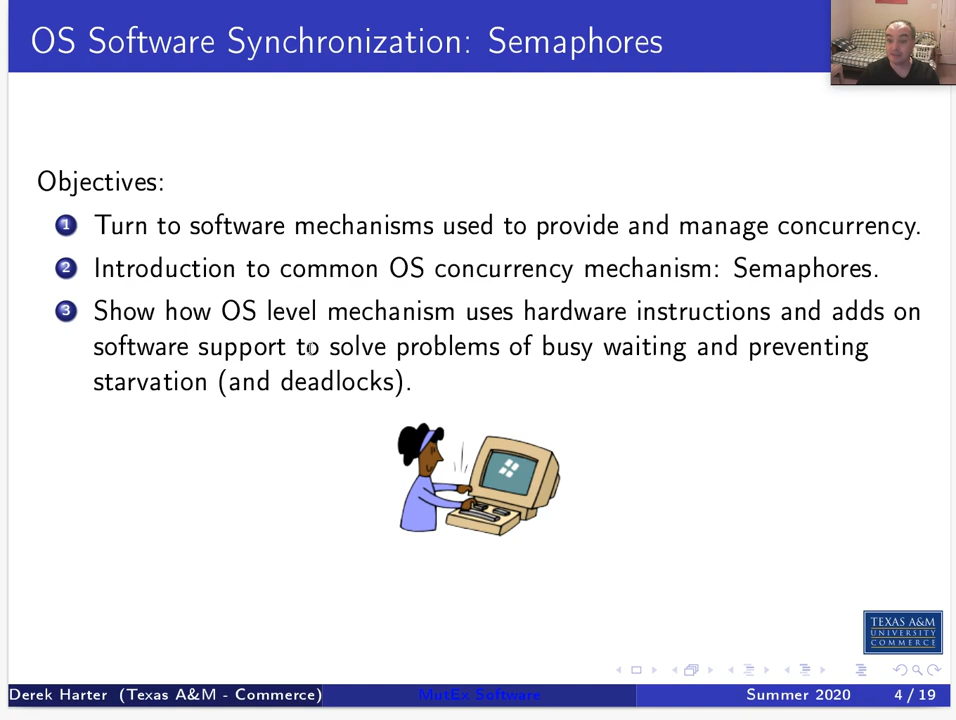 OS Software Synchronization: Semaphores
Objectives:
1 Turn to software mechanisms used to provide and manage concurrency.
2 Introduction to common OS concurrency mechanism: Semaphores.
3 Show how OS level mechanism uses hardware instructions and adds on
software support to solve problems of busy waiting and preventing
starvation (and deadlocks).
TEXAS A&M
UNIVERSITY
COMMERCE
Derek Harter (Texas A&M - Commerce) MutEx Software Summer 2020 4 / 19